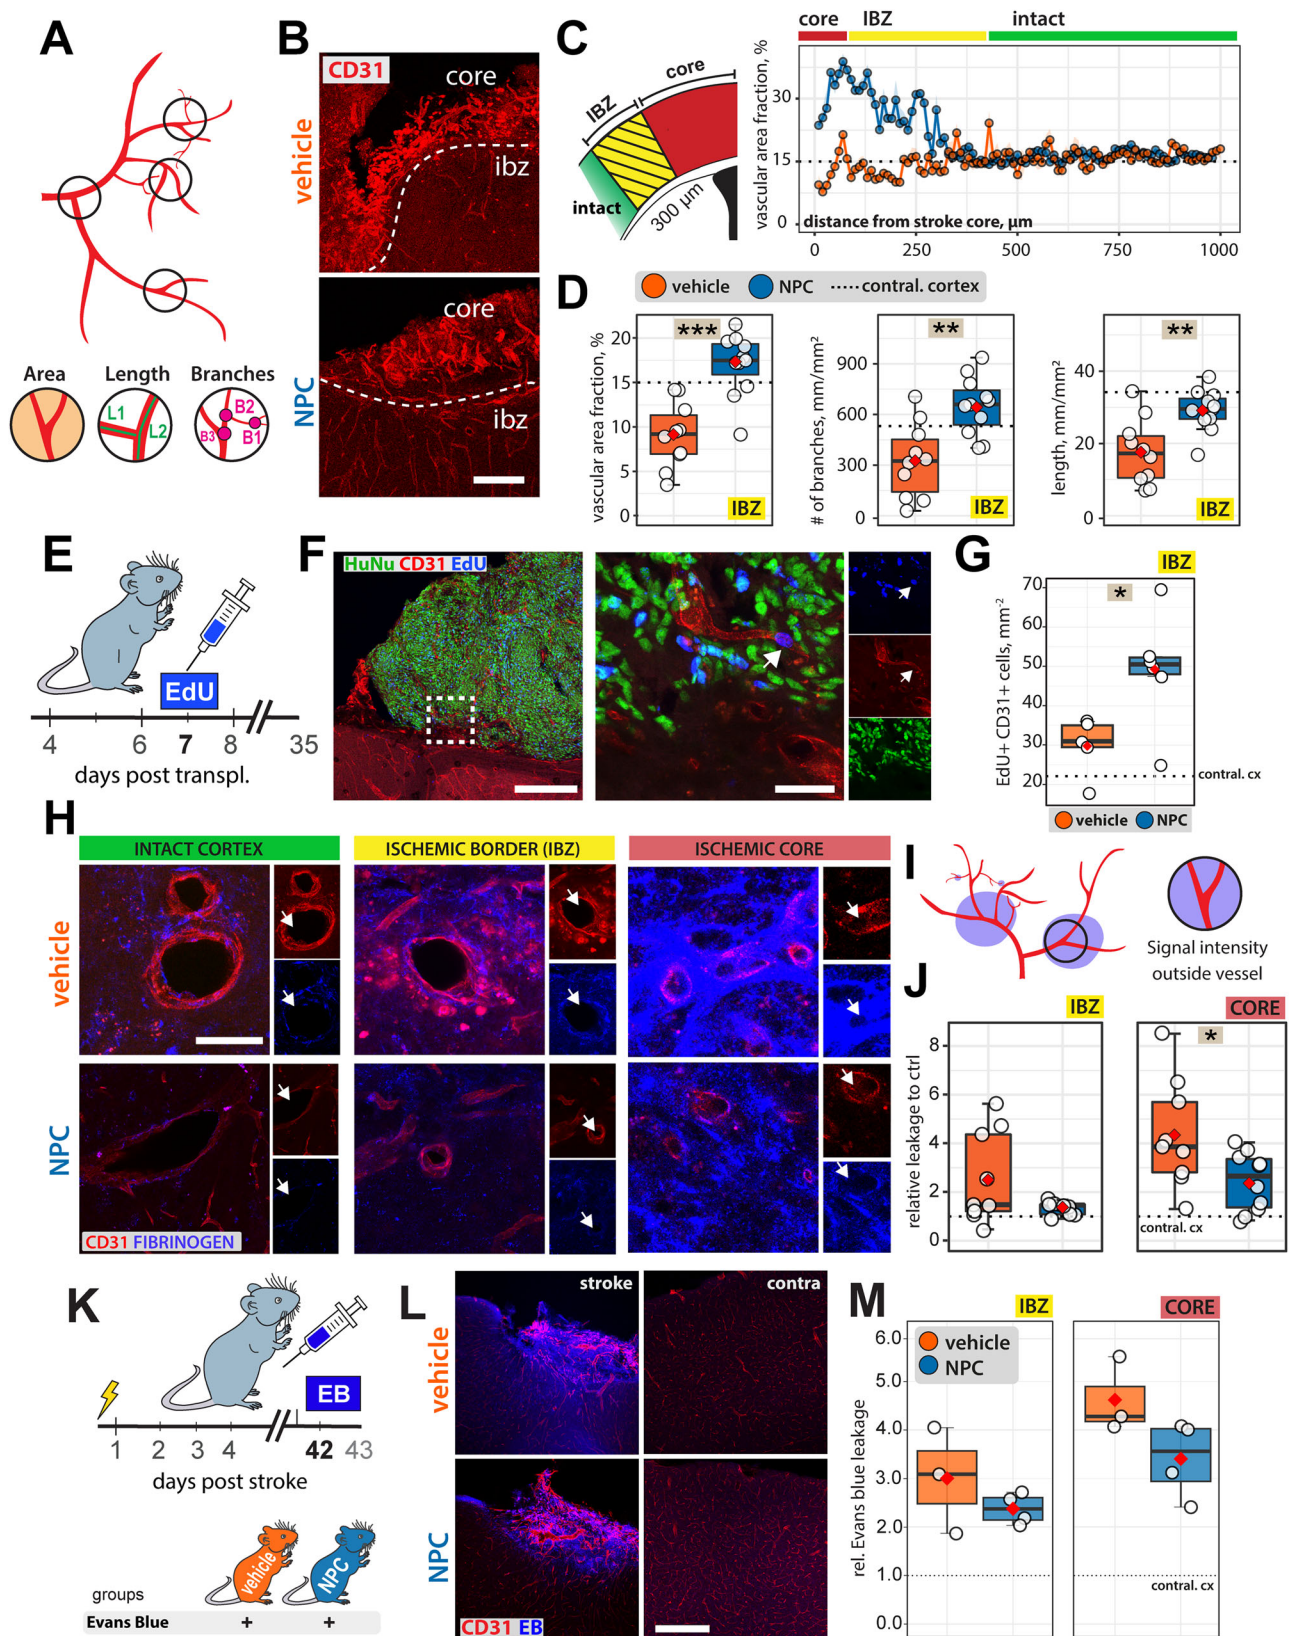 A
Area
Length
Branches
L1
L2
B2
B3
B1
B
CD31
core
ibz
vehicle
core
ibz
NPC
C
IBZ
core
intact
300 µm
core
IBZ
intact
vascular area fraction, %
30
15
0
distance from stroke core, µm
0
250
500
750
1000
D
vehicle
NPC
contral. cortex
vascular area fraction, %
20
15
10
5
0
***
IBZ
# of branches, mm/mm²
900
600
300
0
**
IBZ
length, mm/mm²
40
20
0
**
IBZ
E
EdU
4
6
7
8
35
days post transpl.
F
HuNu CD31 EdU
G
IBZ
EdU+ CD31+ cells, mm⁻²
70
60
50
40
30
20
*
contral. cx
vehicle
NPC
H
INTACT CORTEX
ISCHEMIC BORDER (IBZ)
ISCHEMIC CORE
vehicle
NPC
CD31 FIBRINOGEN
I
Signal intensity
outside vessel
J
IBZ
CORE
relative leakage to ctrl
8
6
4
2
0
*
contral. cx
K
EB
1
2
3
4
42
43
days post stroke
vehicle
NPC
groups
Evans Blue
+
+
L
stroke
contra
vehicle
NPC
CD31 EB
M
IBZ
CORE
vehicle
NPC
rel. Evans blue leakage
6.0
5.0
4.0
3.0
2.0
1.0
0.0
contral. cx